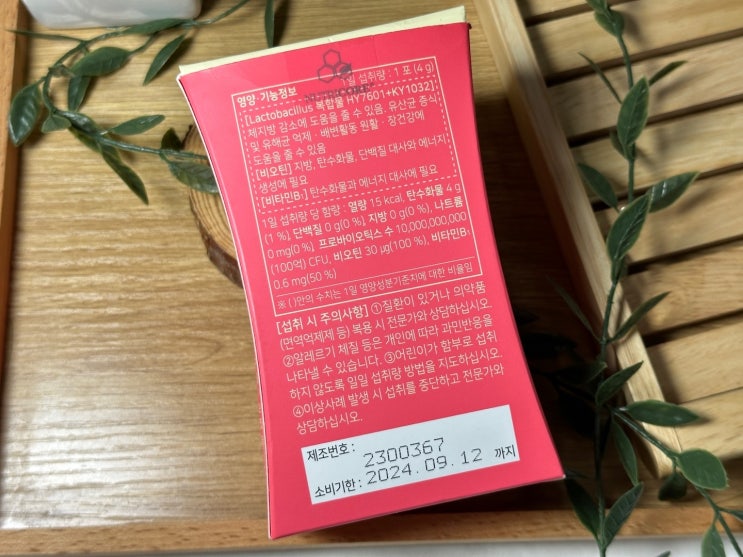 영양·기능정보 1일 섭취량 : 1 포 (4 g)
[Lactobacillus 복합물 HY7601+KY1032]
체지방 감소에 도움을 줄 수 있음, 유산균 증식
및 유해균 억제·배변활동 원활·장건강에
도움을 줄 수 있음
[비오틴] 지방, 탄수화물, 단백질 대사와 에너지
생성에 필요
[비타민B₁] 탄수화물과 에너지 대사에 필요
1일 섭취량 당 함량 : 열량 15 kcal, 탄수화물 4 g
(1 %), 단백질 0 g(0 %), 지방 0 g(0 %), 나트륨
0 mg(0 %), 프로바이오틱스 수 10,000,000,000
(100억) CFU, 비오틴 30 μg(100 %), 비타민B₁
0.6 mg(50 %)
※ ( )안의 수치는 1일 영양성분기준치에 대한 비율임
[섭취 시 주의사항] ①질환이 있거나 의약품
(면역억제제 등) 복용 시 전문가와 상담하십시오
②알레르기 체질 등은 개인에 따라 과민반응을
나타낼 수 있습니다. ③어린이가 함부로 섭취
하지 않도록 일일 섭취량 방법을 지도하십시오.
④이상사례 발생 시 섭취를 중단하고 전문가와
상담하십시오.
제조번호 : 2300367
소비기한 : 2024.09.12 까지